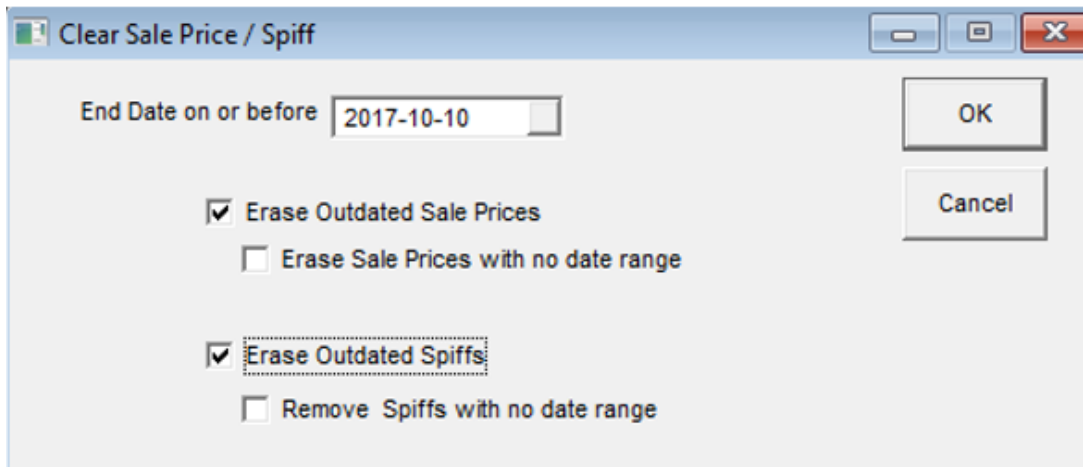 Clear Sale Price / Spiff
End Date on or before 2017-10-10
OK
Erase Outdated Sale Prices
Cancel
Erase Sale Prices with no date range
Erase Outdated Spiffs
Remove Spiffs with no date range